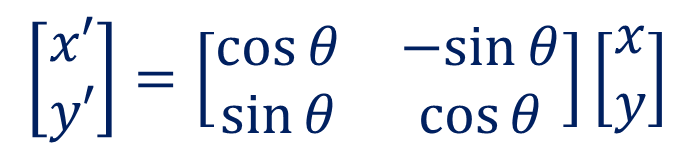 [x′] = [cos θ −sin θ] [x]
[y′] [sin θ cos θ] [y]